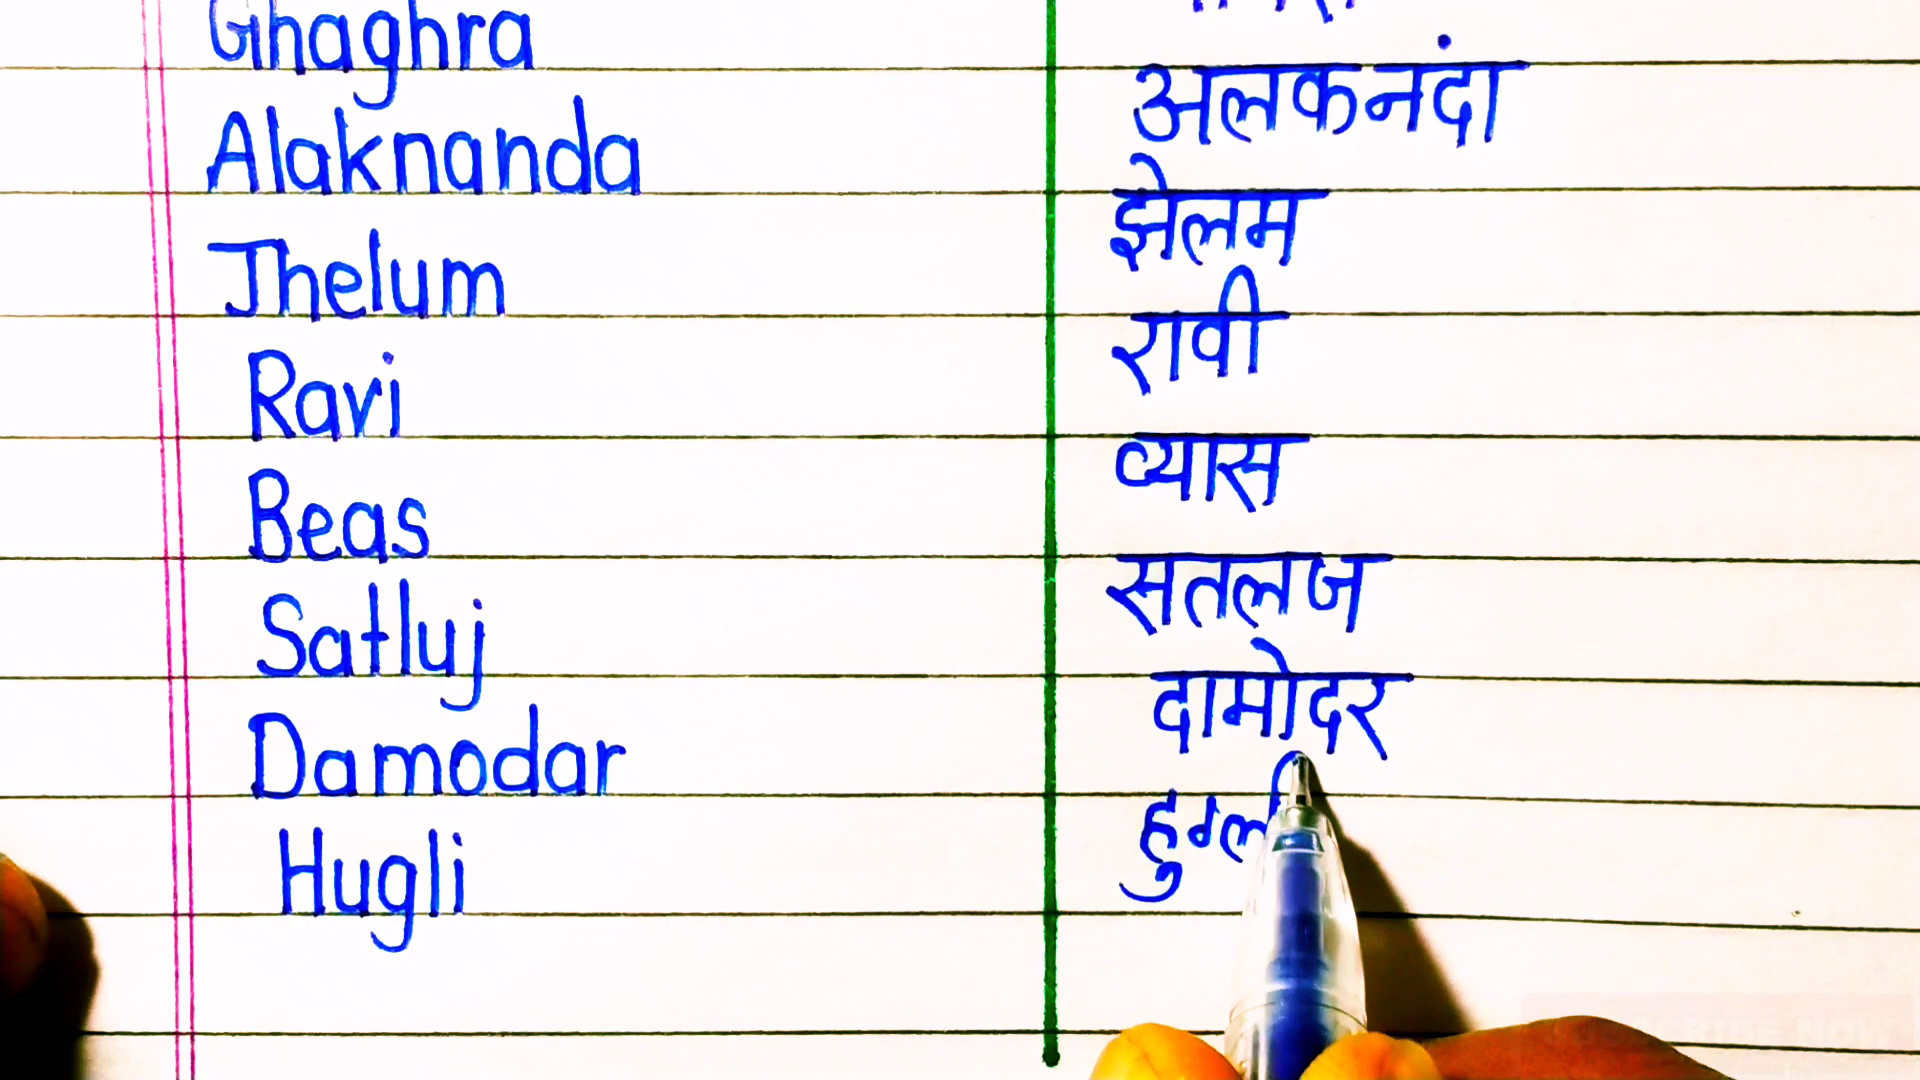 Ghaghra
Alaknanda अलकनंदा
Jhelum झेलम
Ravi रावी
Beas व्यास
Satluj सतलज
Damodar दामोदर
Hugli